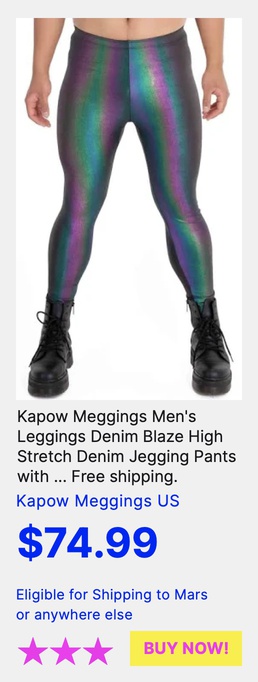 Kapow Meggings Men's
Leggings Denim Blaze High
Stretch Denim Jegging Pants
with ... Free shipping.
Kapow Meggings US
$74.99
Eligible for Shipping to Mars
or anywhere else
BUY NOW!